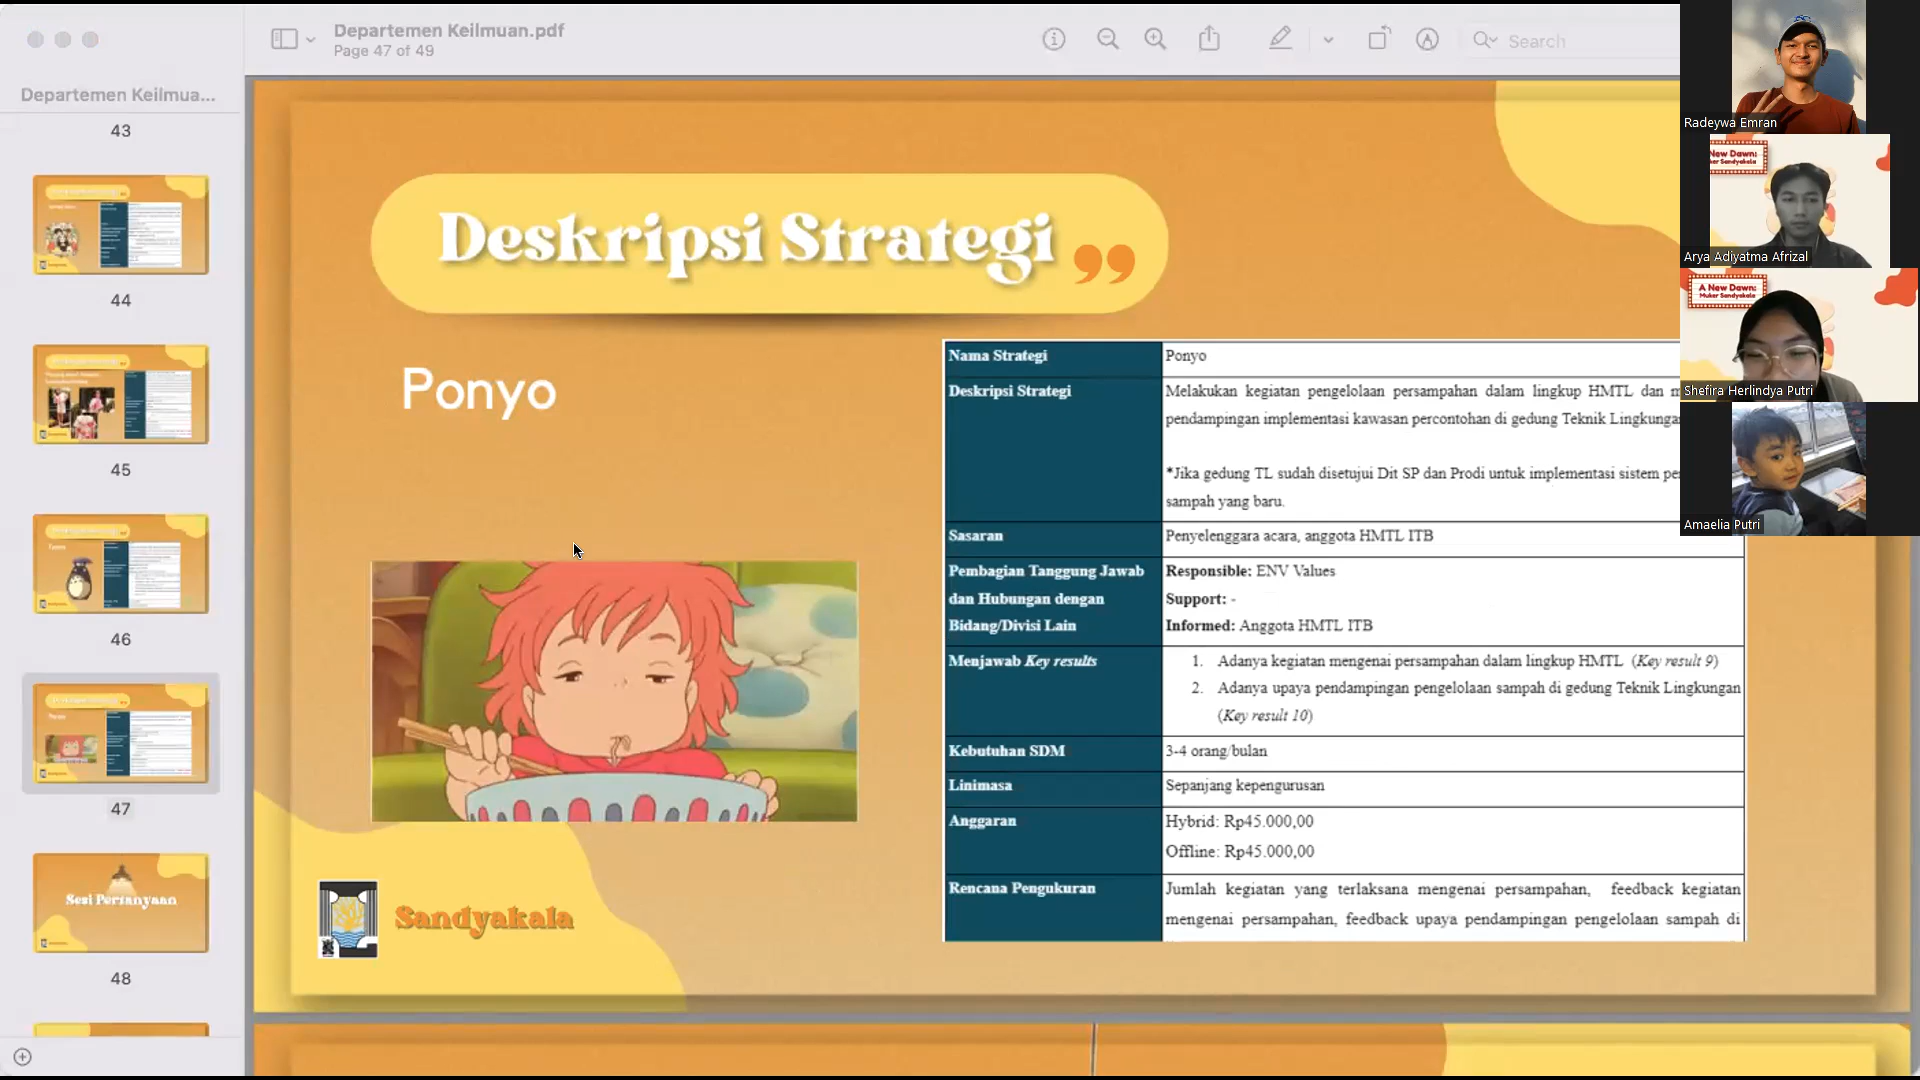 Departemen Keilmuan.pdf
Page 47 of 49
Search
Departemen Keilmua...
43
44
45
46
47
Sesi Pertanyaan
48
Deskripsi Strategi
Ponyo
Sandyakala
Nama Strategi
Ponyo
Deskripsi Strategi
Melakukan kegiatan pengelolaan persampahan dalam lingkup HMTL dan m
pendampingan implementasi kawasan percontohan di gedung Teknik Lingkungan
*Jika gedung TL sudah disetujui Dit SP dan Prodi untuk implementasi sistem pe
sampah yang baru.
Sasaran
Penyelenggara acara, anggota HMTL ITB
Pembagian Tanggung Jawab
dan Hubungan dengan
Bidang/Divisi Lain
Responsible: ENV Values
Support: -
Informed: Anggota HMTL ITB
Menjawab Key results
1. Adanya kegiatan mengenai persampahan dalam lingkup HMTL (Key result 9)
2. Adanya upaya pendampingan pengelolaan sampah di gedung Teknik Lingkungan
(Key result 10)
Kebutuhan SDM
3-4 orang/bulan
Linimasa
Sepanjang kepengurusan
Anggaran
Hybrid: Rp45.000,00
Offline: Rp45.000,00
Rencana Pengukuran
Jumlah kegiatan yang terlaksana mengenai persampahan, feedback kegiatan
mengenai persampahan, feedback upaya pendampingan pengelolaan sampah di
Radeywa Emran
New Dawn:
Arya Adiyatma Afrizal
A New Dawn:
Muker Sandyakala
Shefira Herlindya Putri
Amaelia Putri